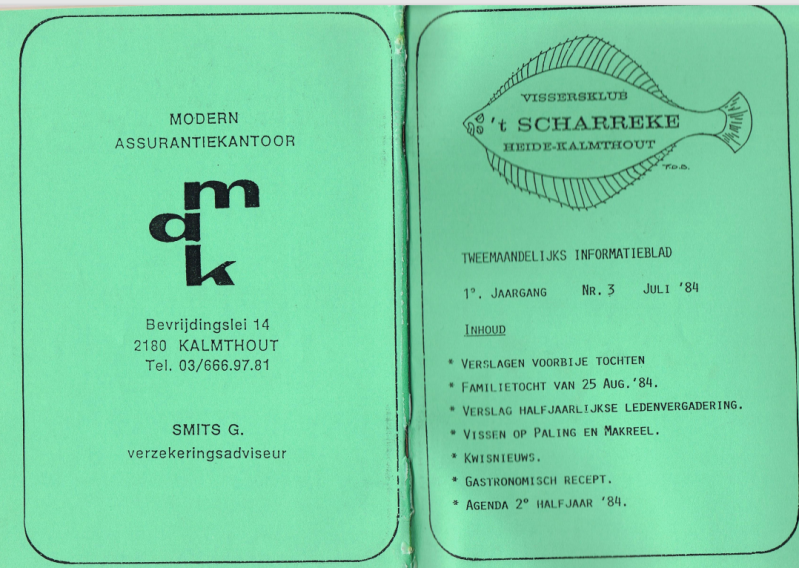 MODERN
ASSURANTIEKANTOOR
m
a
k
Bevrijdingslei 14
2180 KALMTHOUT
Tel. 03/666.97.81
SMITS G.
verzekeringsadviseur
VISSERSKLUB
't SCHARREKE
HEIDE-KALMTHOUT
T.D.B.
TWEEMAANDELIJKS INFORMATIEBLAD
1°. JAARGANG NR. 3 JULI '84
INHOUD
* VERSLAGEN VOORBIJE TOCHTEN
* FAMILIETOCHT VAN 25 AUG.'84.
* VERSLAG HALFJAARLIJKSE LEDENVERGADERING.
* VISSEN OP PALING EN MAKREEL.
* KWISNIEUWS.
* GASTRONOMISCH RECEPT.
* AGENDA 2° HALFJAAR '84.